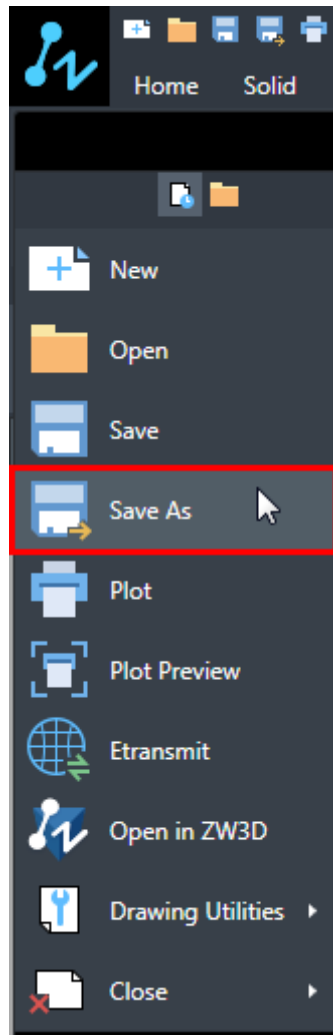 Home Solid
New
Open
Save
Save As
Plot
Plot Preview
Etransmit
Open in ZW3D
Drawing Utilities
Close